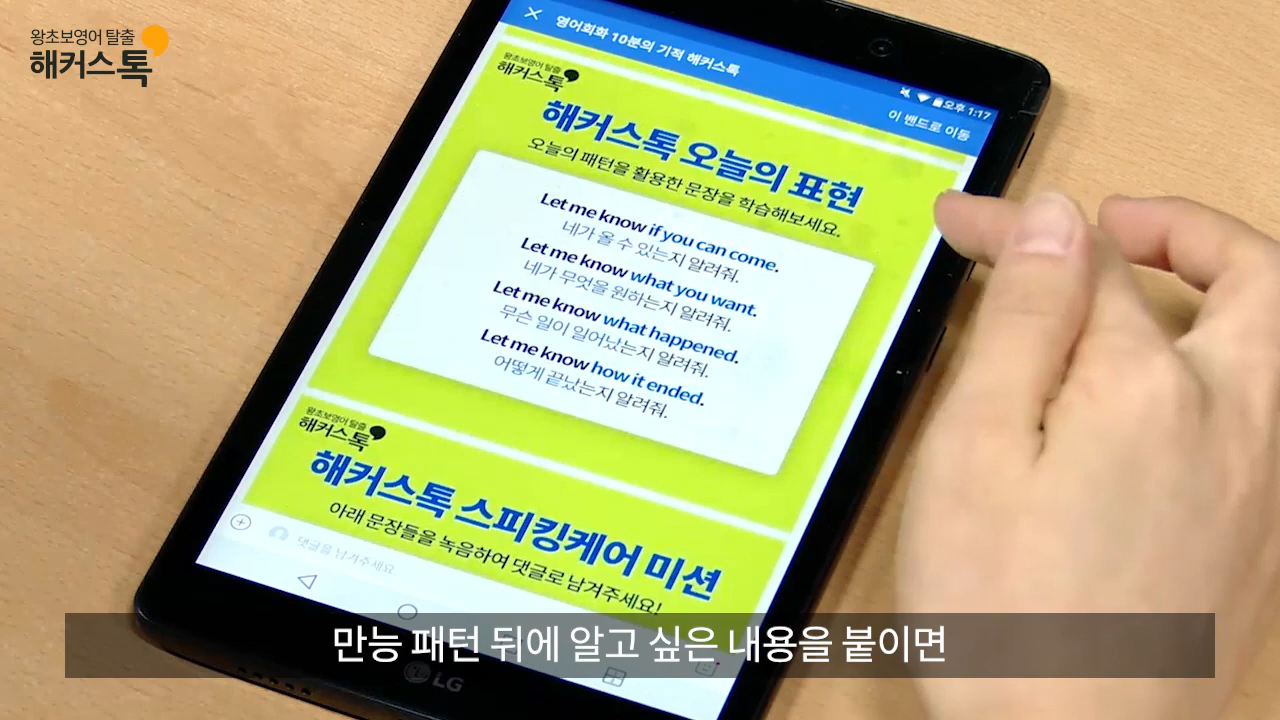 왕초보영어 탈출
해커스톡
영어회화 10분의 기적 해커스톡
오후 1:17
이 밴드로 이동
왕초보영어 탈출
해커스톡
해커스톡 오늘의 표현
오늘의 패턴을 활용한 문장을 학습해보세요.
Let me know if you can come.
네가 올 수 있는지 알려줘.
Let me know what you want.
네가 무엇을 원하는지 알려줘.
Let me know what happened.
무슨 일이 일어났는지 알려줘.
Let me know how it ended.
어떻게 끝났는지 알려줘.
왕초보영어 탈출
해커스톡
해커스톡 스피킹케어 미션
아래 문장들을 녹음하여 댓글로 남겨주세요!
댓글을 남겨주세요.
만능 패턴 뒤에 알고 싶은 내용을 붙이면
LG